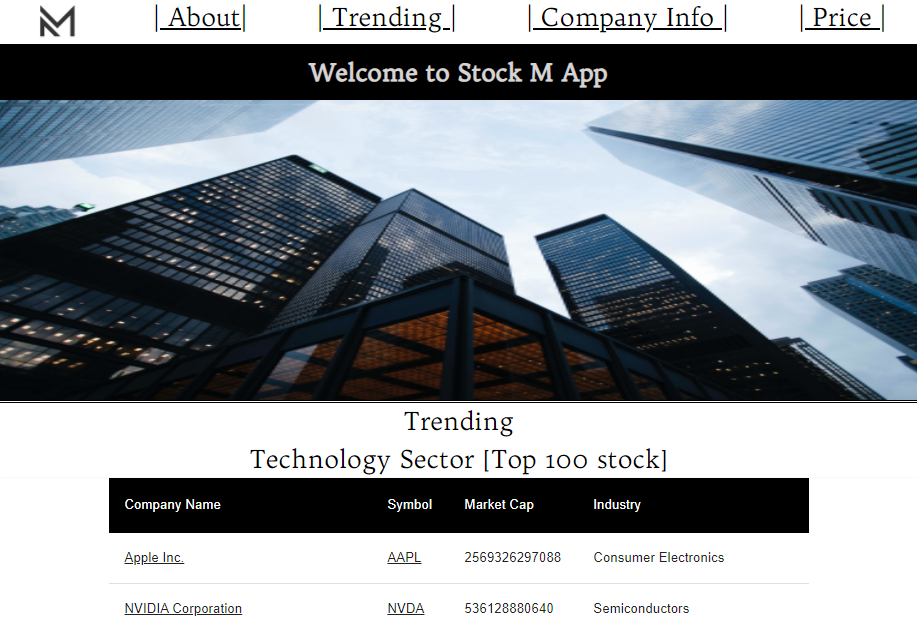 M | About| | Trending | | Company Info | | Price |
Welcome to Stock M App
Trending
Technology Sector [Top 100 stock]
Company Name Symbol Market Cap Industry
Apple Inc. AAPL 2569326297088 Consumer Electronics
NVIDIA Corporation NVDA 536128880640 Semiconductors